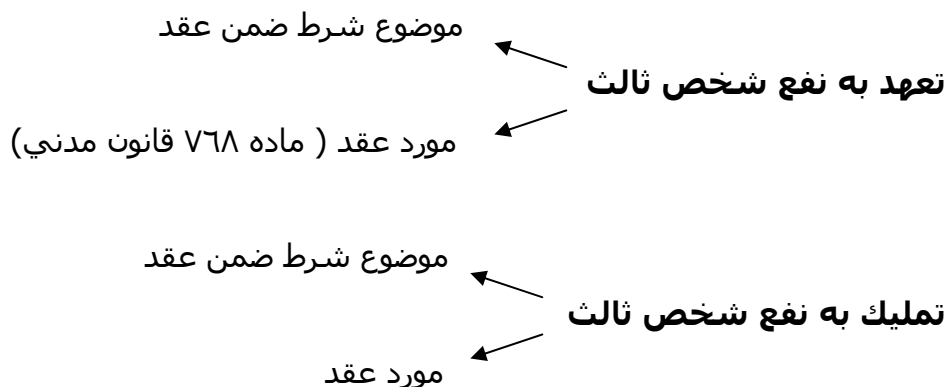 موضوع شرط ضمن عقد
تعهد به نفع شخص ثالث
مورد عقد ( ماده ٧٦٨ قانون مدني)
موضوع شرط ضمن عقد
تمليك به نفع شخص ثالث
مورد عقد